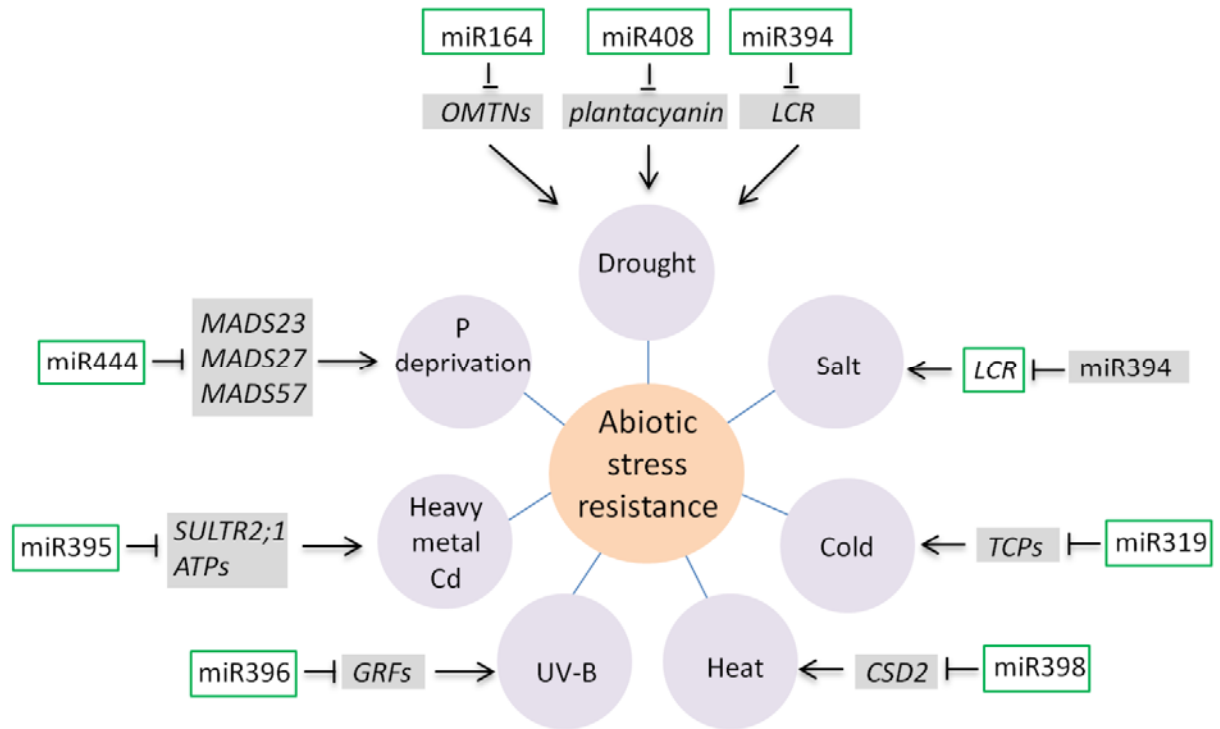 miR164 miR408 miR394
OMTNs plantacyanin LCR
Drought
miR444
MADS23
MADS27
MADS57
P
deprivation
Salt
LCR
miR394
Abiotic
stress
resistance
miR395
SULTR2;1
ATPs
Heavy
metal
Cd
Cold
TCPs
miR319
miR396
GRFs
UV-B
Heat
CSD2
miR398